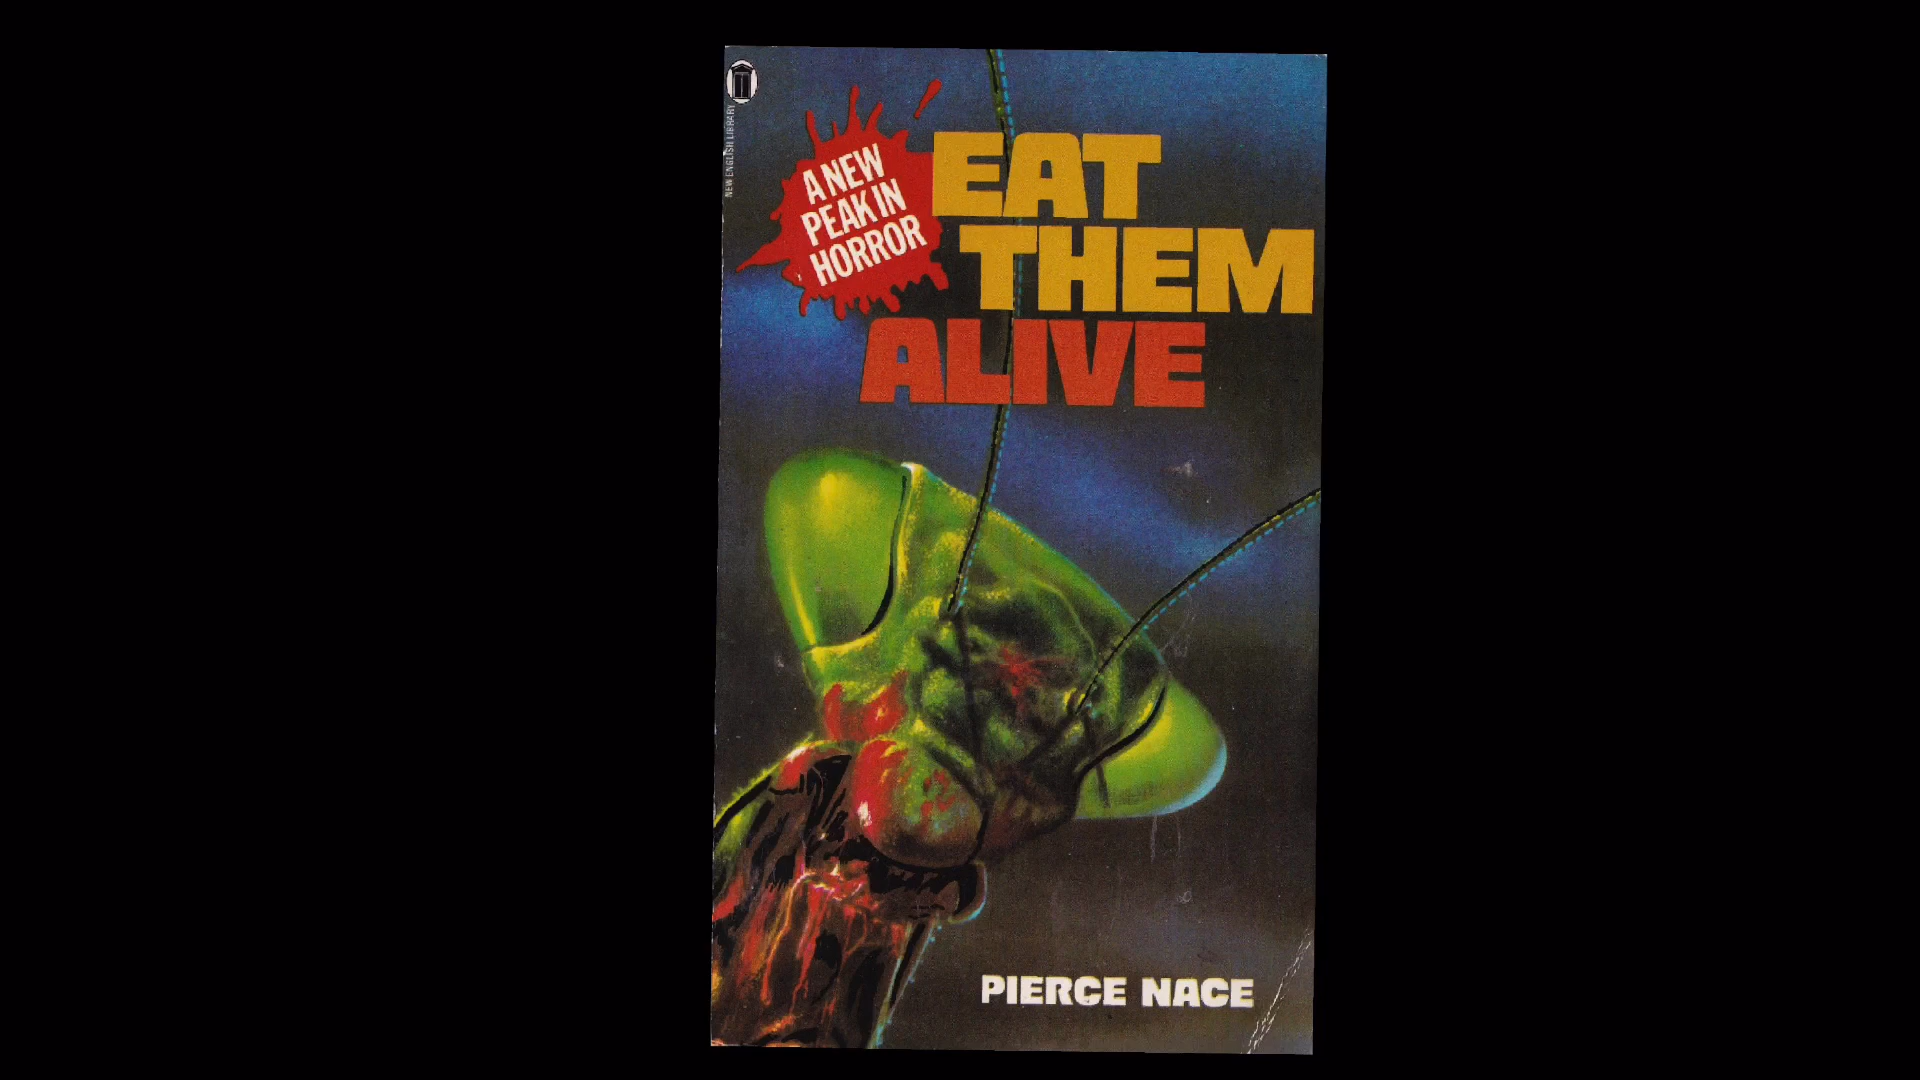 NEW ENGLISH LIBRARY
A NEW
PEAK IN
HORROR
EAT
THEM
ALIVE
PIERCE NACE